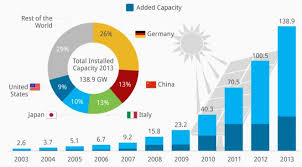 Added Capacity
Rest of the
World
Germany
29%
26%
Total Installed
Capacity 2013
138.9 GW
United
States
China
9%
13%
10%
13%
Japan
Italy
138.9
100.5
70.5
40.3
23.2
15.8
9.2
6.7
5.1
3.7
2.6
2003 2004 2005 2006 2007 2008 2009 2010 2011 2012 2013